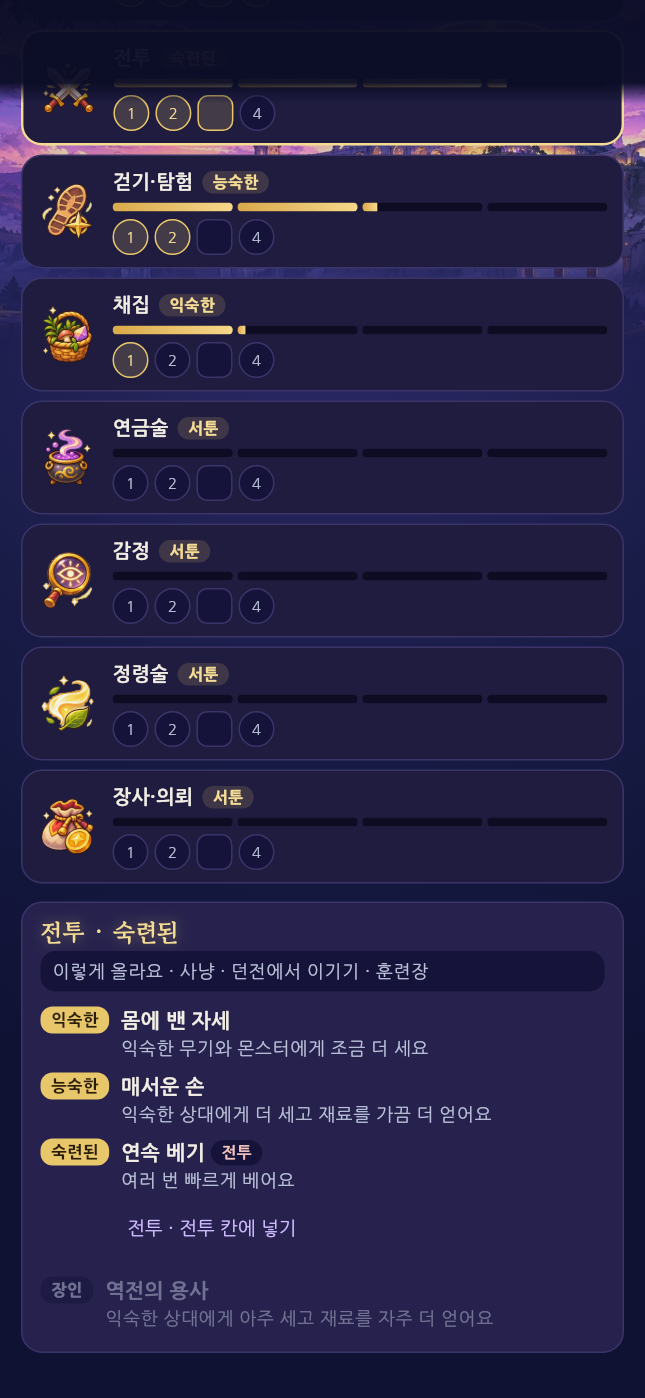 전투 숙련된
1 2 4
걷기·탐험 능숙한
1 2 4
채집 익숙한
1 2 4
연금술 서툰
1 2 4
감정 서툰
1 2 4
정령술 서툰
1 2 4
장사·의뢰 서툰
1 2 4
전투 · 숙련된
이렇게 올라요 · 사냥 · 던전에서 이기기 · 훈련장
익숙한 몸에 밴 자세
익숙한 무기와 몬스터에게 조금 더 세요
능숙한 매서운 손
익숙한 상대에게 더 세고 재료를 가끔 더 얻어요
숙련된 연속 베기 전투
여러 번 빠르게 베어요
전투 · 전투 칸에 넣기
장인 역전의 용사
익숙한 상대에게 아주 세고 재료를 자주 더 얻어요